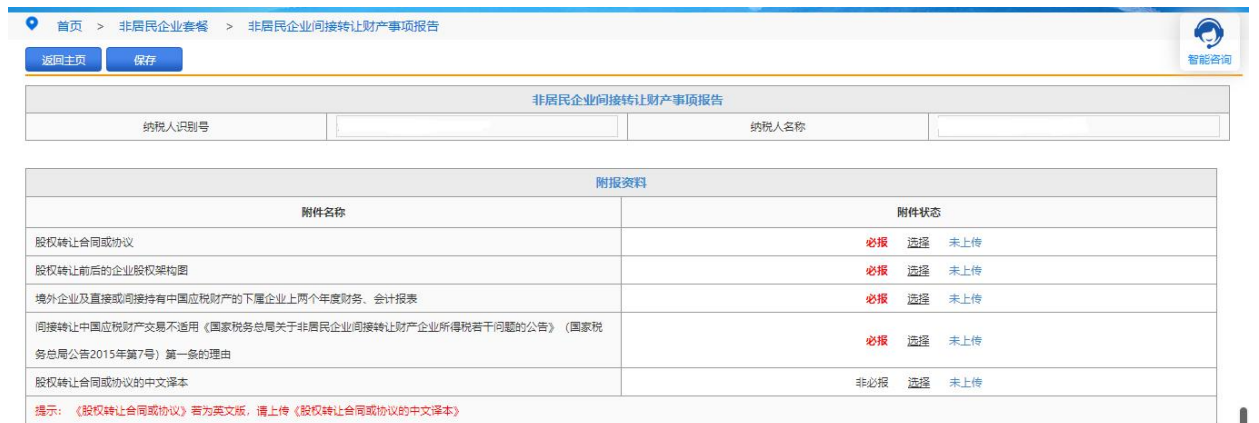 首页 > 非居民企业套餐 > 非居民企业间接转让财产事项报告
智能咨询
返回主页 保存
非居民企业间接转让财产事项报告
纳税人识别号 纳税人名称
附报资料
附件名称 附件状态
股权转让合同或协议 必报 选择 未上传
股权转让前后的企业股权架构图 必报 选择 未上传
境外企业及直接或间接持有中国应税财产的下属企业上两个年度财务、会计报表 必报 选择 未上传
间接转让中国应税财产交易不适用《国家税务总局关于非居民企业间接转让财产企业所得税若干问题的公告》（国家税
务总局公告2015年第7号）第一条的理由 必报 选择 未上传
股权转让合同或协议的中文译本 非必报 选择 未上传
提示： 《股权转让合同或协议》若为英文版，请上传《股权转让合同或协议的中文译本》